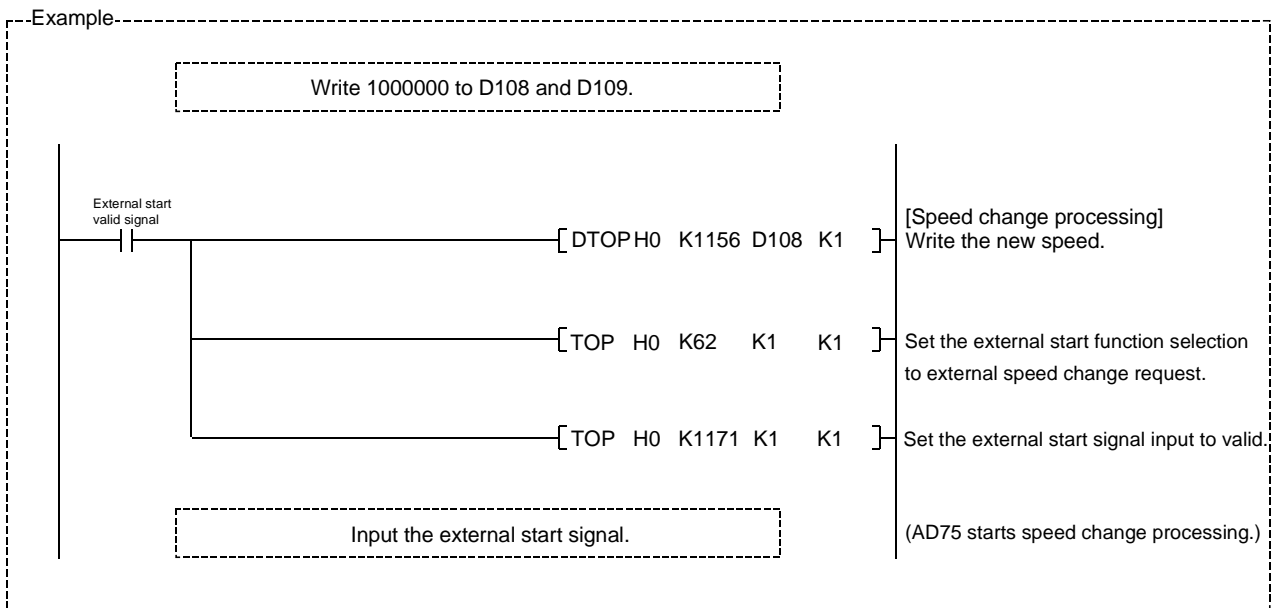 Example
Write 1000000 to D108 and D109.
External start
valid signal
DTOP H0 K1156 D108 K1
[Speed change processing]
Write the new speed.
TOP H0 K62 K1 K1
Set the external start function selection
to external speed change request.
TOP H0 K1171 K1 K1
Set the external start signal input to valid.
Input the external start signal.
(AD75 starts speed change processing.)